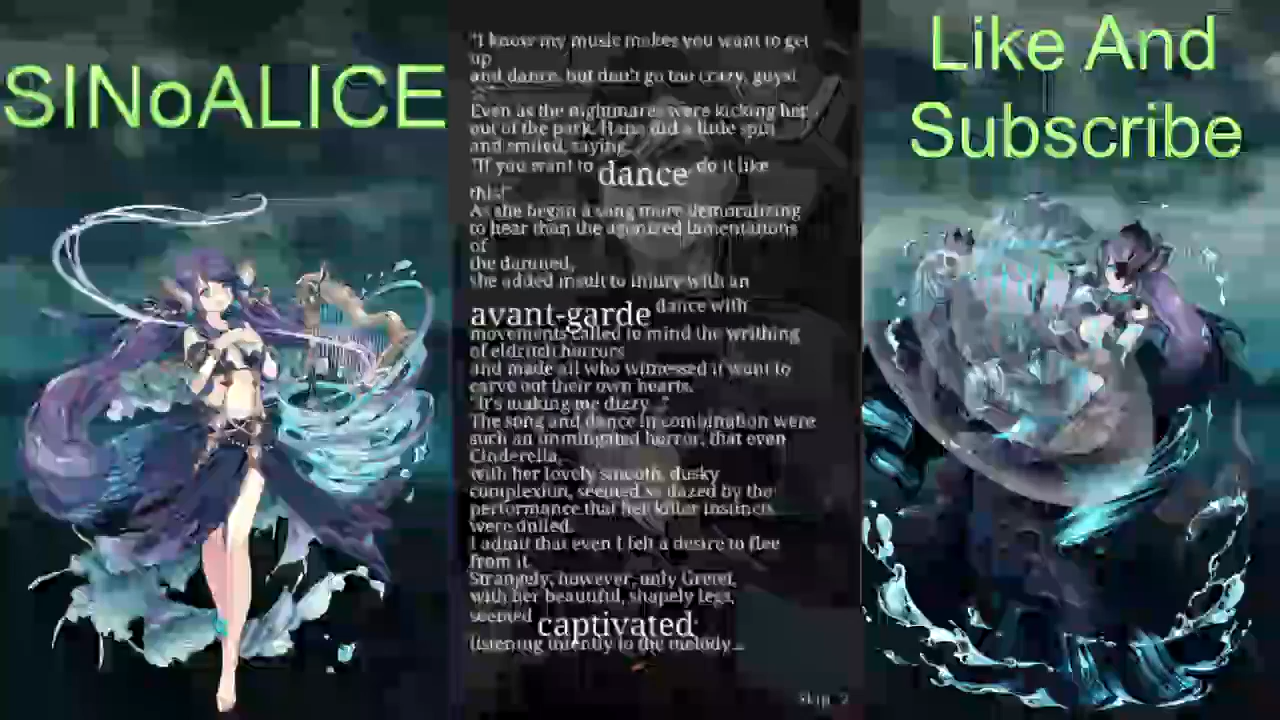 SINoALICE
"I know my music makes you want to get
up
and dance, but don't go too crazy, guys!
Even as the nightmares were kicking her
out of the park, Hana did a little spin
and smiled, saying
"If you want to dance do it like
this!"
As she began a song more demoralizing
to hear than the agonized lamentations
of
the damned,
she added insult to injury with an
avant-garde dance with
movements called to mind the writhing
of eldritch horrors
and made all who witnessed it want to
carve out their own hearts.
"It's making me dizzy..."
The song and dance in combination were
such an unmitigated horror, that even
Cinderella,
with her lovely smooth, dusky
complexion, seemed so dazed by the
performance that her killer instincts
were dulled.
I admit that even I felt a desire to flee
from it.
Strangely, however, only Gretel,
with her beautiful, shapely legs,
seemed captivated
listening intently to the melody...
Skip
Like And
Subscribe